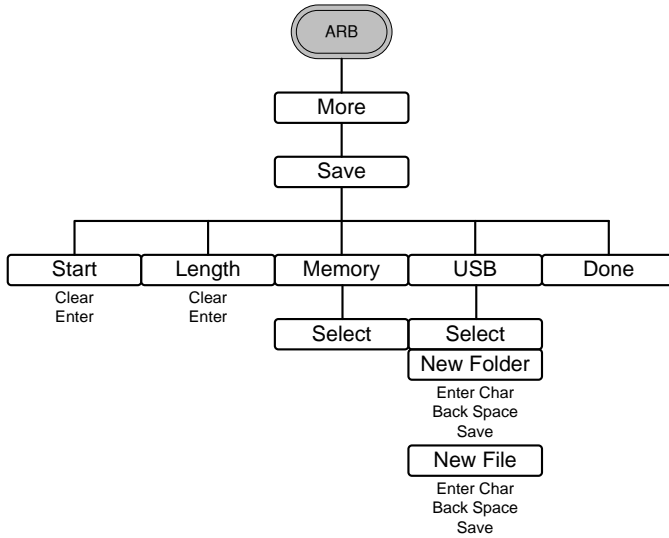 ARB
More
Save
Start Length Memory USB Done
Clear Clear
Enter Enter
Select Select
New Folder
Enter Char
Back Space
Save
New File
Enter Char
Back Space
Save